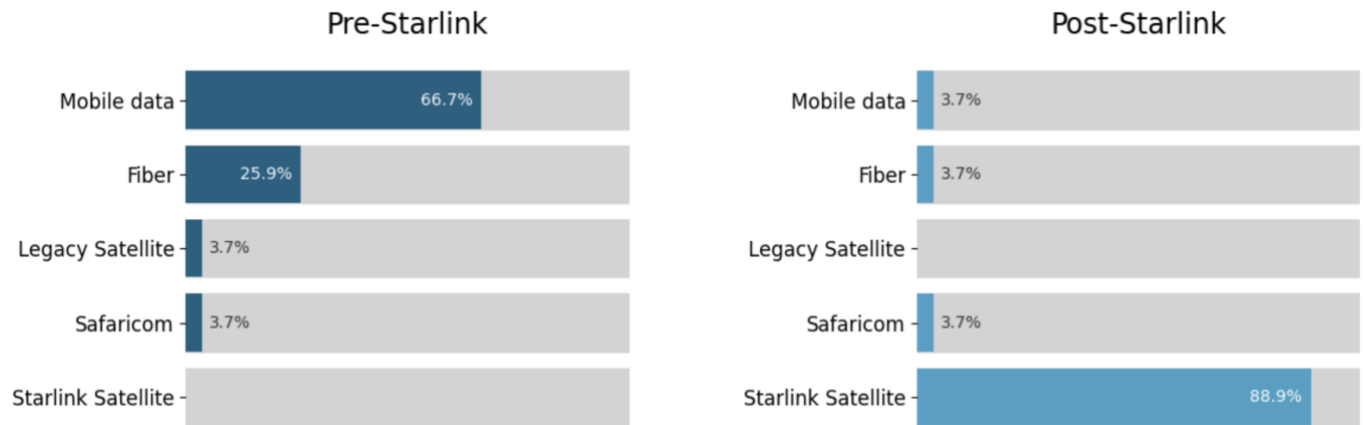 Pre-Starlink
Mobile data 66.7%
Fiber 25.9%
Legacy Satellite 3.7%
Safaricom 3.7%
Starlink Satellite
Post-Starlink
Mobile data 3.7%
Fiber 3.7%
Legacy Satellite
Safaricom 3.7%
Starlink Satellite 88.9%